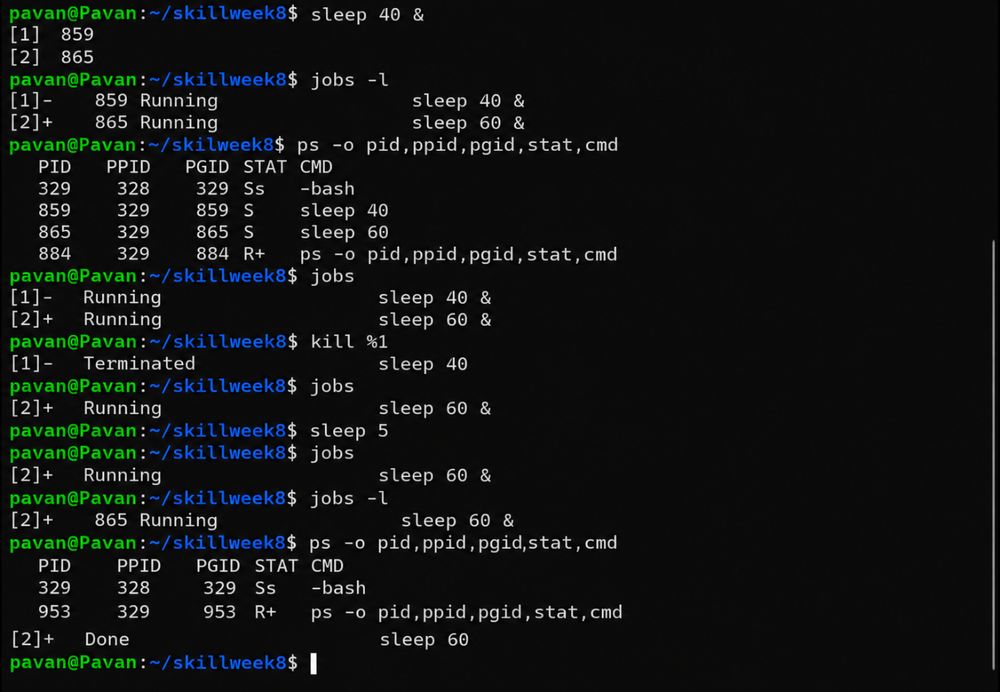 pavan@Pavan:~/skillweek8$ sleep 40 &
[1] 859
[2] 865
pavan@Pavan:~/skillweek8$ jobs -l
[1]- 859 Running sleep 40 &
[2]+ 865 Running sleep 60 &
pavan@Pavan:~/skilweek8$ ps -o pid,ppid,pgid,stat,cmd
PID PPID PGID STAT CMD
329 328 329 Ss -bash
859 329 859 S sleep 40
865 329 865 S sleep 60
884 329 884 R+ ps -o pid,ppid,pgid,stat,cmd
pavan@Pavan:~/skillweek8$ jobs
[1]- Running sleep 40 &
[2]+ Running sleep 60 &
pavan@Pavan:~/skillweek8$ kill %1
[1]- Terminated sleep 40
pavan@Pavan:~/skillweek8$ jobs
[2]+ Running sleep 60 &
pavan@Pavan:~/skillweek8$ sleep 5
pavan@Pavan:~/skillweek8$ jobs
[2]+ Running sleep 60 &
pavan@Pavan:~/skillweek8$ jobs -l
[2]+ 865 Running sleep 60 &
pavan@Pavan:~/skillweek8$ ps -o pid,ppid,pgid,stat,cmd
PID PPID PGID STAT CMD
329 328 329 Ss -bash
953 329 953 R+ ps -o pid,ppid,pgid,stat,cmd
[2]+ Done sleep 60
pavan@Pavan:~/skillweek8$